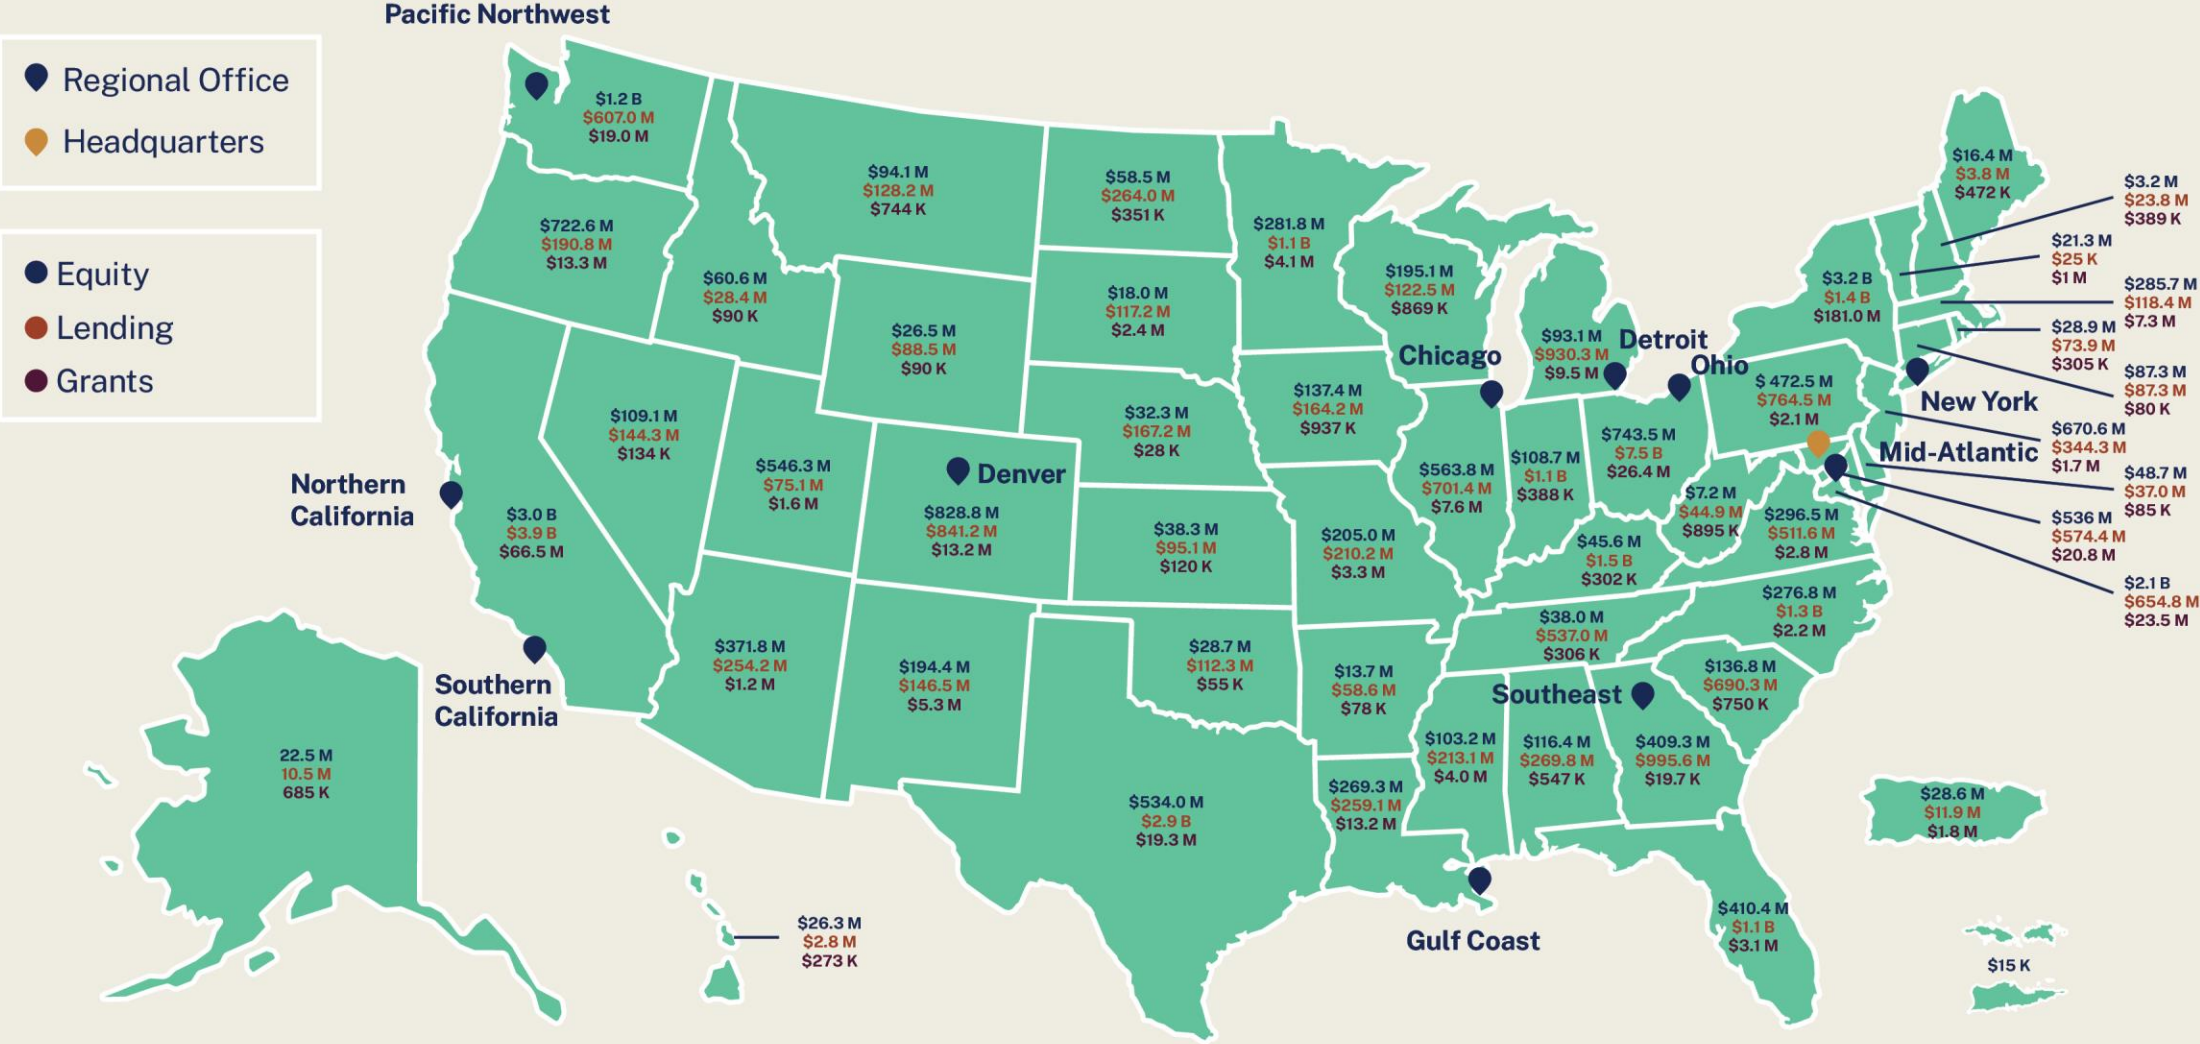 Pacific Northwest
Regional Office
Headquarters
Equity
Lending
Grants
$1.2 B
$607.0 M
$19.0 M
$722.6 M
$190.8 M
$13.3 M
$60.6 M
$28.4 M
$90 K
$94.1 M
$128.2 M
$744 K
$58.5 M
$264.0 M
$351 K
$18.0 M
$117.2 M
$2.4 M
$26.5 M
$88.5 M
$90 K
$32.3 M
$167.2 M
$28 K
$109.1 M
$144.3 M
$134 K
$546.3 M
$75.1 M
$1.6 M
Denver
$828.8 M
$841.2 M
$13.2 M
$38.3 M
$95.1 M
$120 K
Northern
California
$3.0 B
$3.9 B
$66.5 M
Southern
California
$371.8 M
$254.2 M
$1.2 M
$194.4 M
$146.5 M
$5.3 M
$28.7 M
$112.3 M
$55 K
$534.0 M
$2.9 B
$19.3 M
$281.8 M
$1.1 B
$4.1 M
$195.1 M
$122.5 M
$869 K
$137.4 M
$164.2 M
$937 K
Chicago
$563.8 M
$701.4 M
$7.6 M
$205.0 M
$210.2 M
$3.3 M
$13.7 M
$58.6 M
$78 K
$269.3 M
$259.1 M
$13.2 M
Gulf Coast
$93.1 M
$930.3 M
$9.5 M
Detroit
Ohio
$108.7 M
$1.1 B
$388 K
$743.5 M
$7.5 B
$26.4 M
$45.6 M
$1.5 B
$302 K
$38.0 M
$537.0 M
$306 K
$103.2 M
$213.1 M
$4.0 M
$116.4 M
$269.8 M
$547 K
Southeast
$409.3 M
$995.6 M
$19.7 K
$410.4 M
$1.1 B
$3.1 M
$136.8 M
$690.3 M
$750 K
$276.8 M
$1.3 B
$2.2 M
$7.2 M
$44.9 M
$895 K
$296.5 M
$511.6 M
$2.8 M
$472.5 M
$764.5 M
$2.1 M
$3.2 B
$1.4 B
$181.0 M
New York
Mid-Atlantic
$16.4 M
$3.8 M
$472 K
$3.2 M
$23.8 M
$389 K
$21.3 M
$25 K
$1 M
$285.7 M
$118.4 M
$7.3 M
$28.9 M
$73.9 M
$305 K
$87.3 M
$87.3 M
$80 K
$670.6 M
$344.3 M
$1.7 M
$48.7 M
$37.0 M
$85 K
$536 M
$574.4 M
$20.8 M
$2.1 B
$654.8 M
$23.5 M
22.5 M
10.5 M
685 K
$26.3 M
$2.8 M
$273 K
$28.6 M
$11.9 M
$1.8 M
$15 K